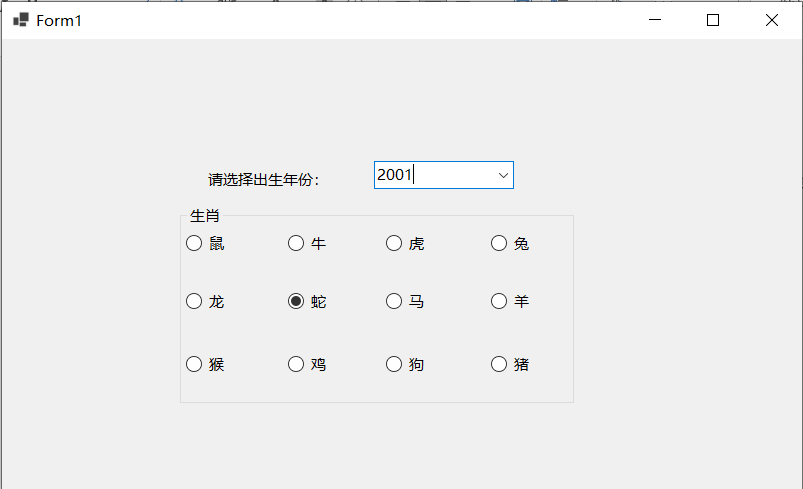 Form1
请选择出生年份：
2001
生肖
鼠 牛 虎 兔
龙 蛇 马 羊
猴 鸡 狗 猪